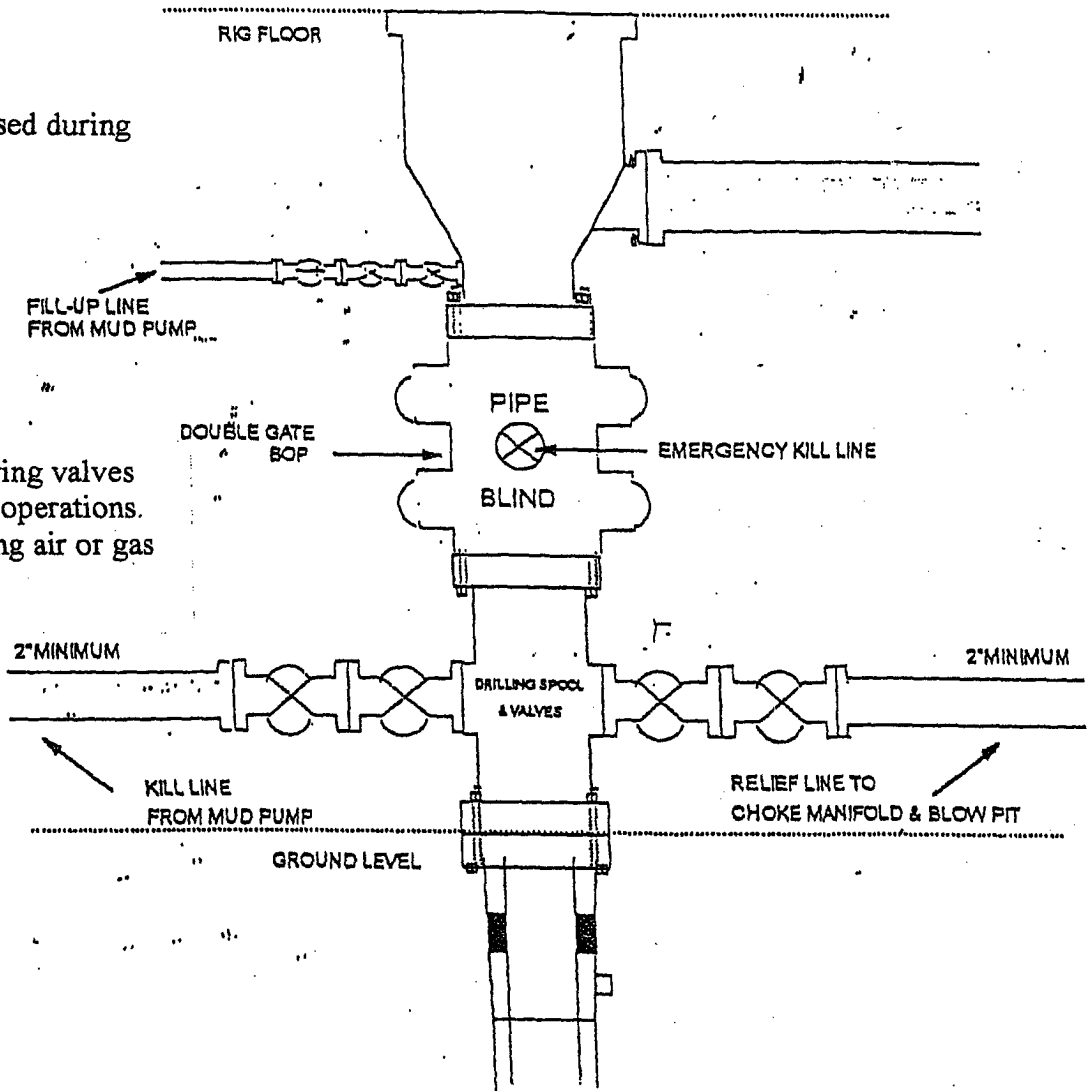 RIG FLOOR
sed during
FILL-UP LINE
FROM MUD PUMP
PIPE
DOUBLE GATE
BOP
EMERGENCY KILL LINE
BLIND
ing valves
operations.
ng air or gas
2" MINIMUM
2" MINIMUM
DRILLING SPOOL
& VALVES
KILL LINE
FROM MUD PUMP
RELIEF LINE TO
CHOKE MANIFOLD & BLOW PIT
GROUND LEVEL